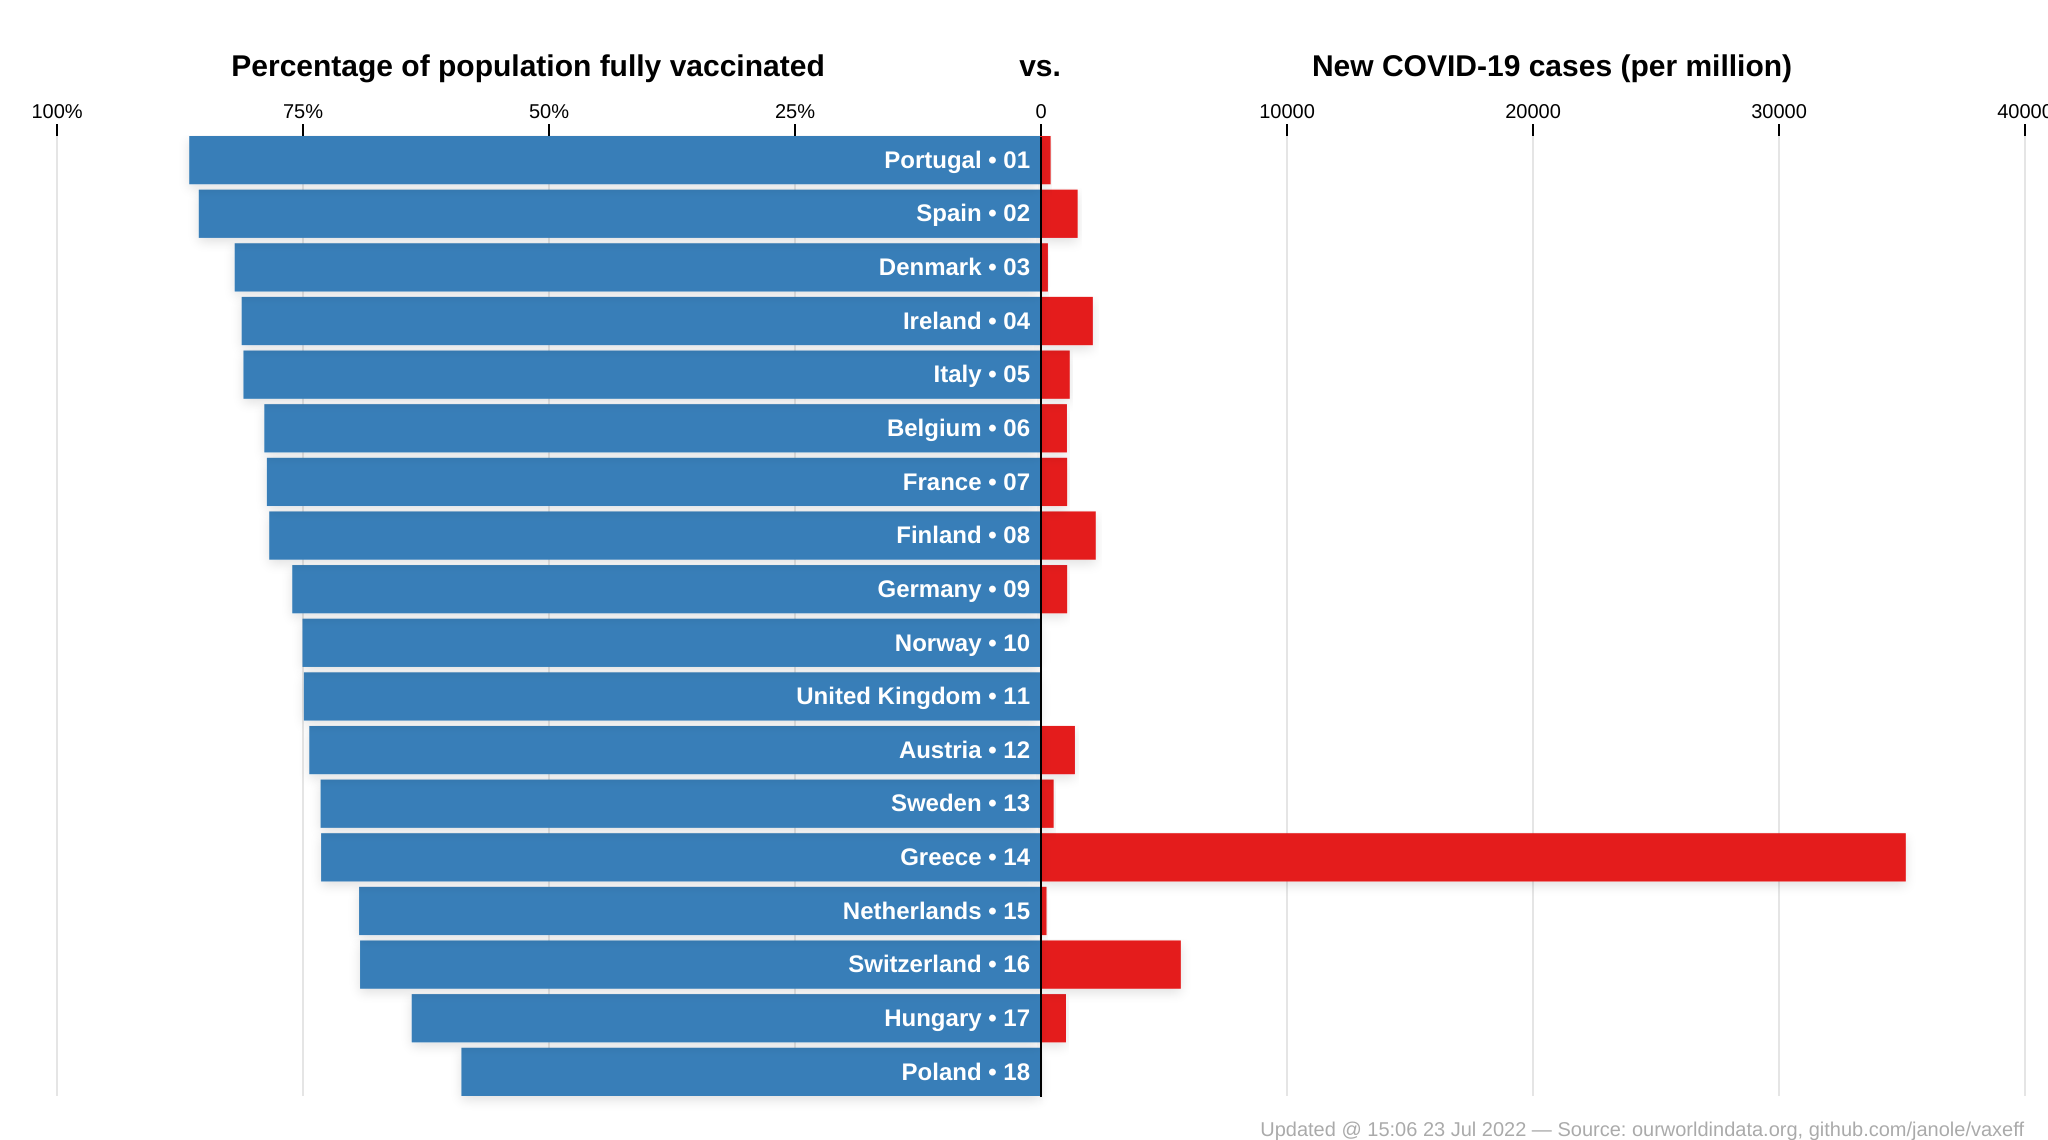 Percentage of population fully vaccinated vs. New COVID-19 cases (per million)
100% 75% 50% 25% 0 10000 20000 30000 40000
Portugal • 01
Spain • 02
Denmark • 03
Ireland • 04
Italy • 05
Belgium • 06
France • 07
Finland • 08
Germany • 09
Norway • 10
United Kingdom • 11
Austria • 12
Sweden • 13
Greece • 14
Netherlands • 15
Switzerland • 16
Hungary • 17
Poland • 18
Updated @ 15:06 23 Jul 2022 — Source: ourworldindata.org, github.com/janole/vaxeff